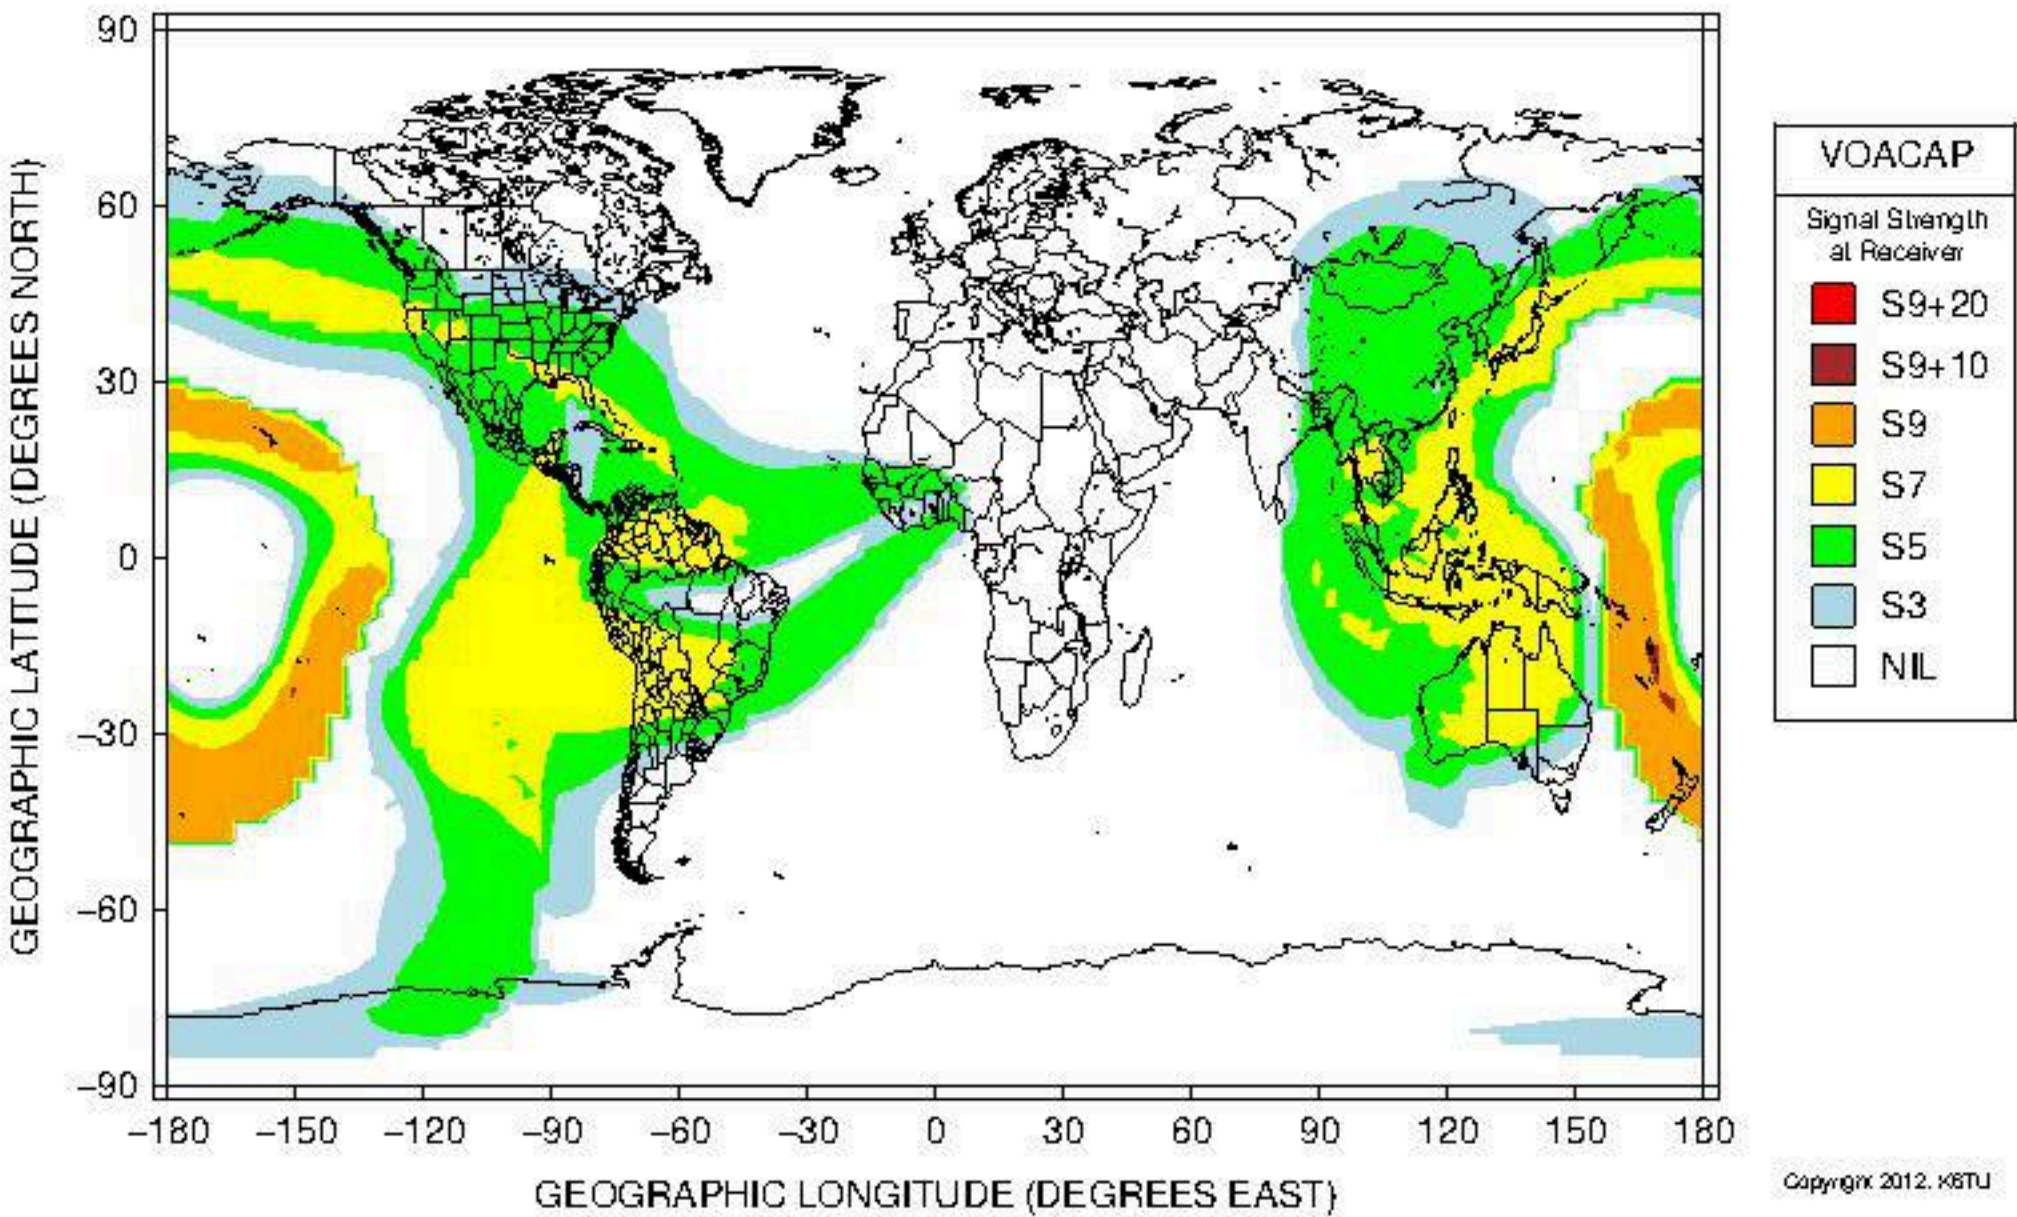 90
60
30
0
−30
−60
−90
GEOGRAPHIC LATITUDE (DEGREES NORTH)
−180 −150 −120 −90 −60 −30 0 30 60 90 120 150 180
GEOGRAPHIC LONGITUDE (DEGREES EAST)
VOACAP
Signal Strength
at Receiver
S9+20
S9+10
S9
S7
S5
S3
NIL
Copyright 2012. K6TU